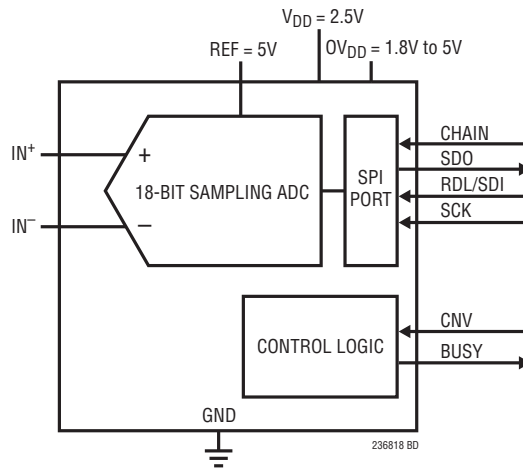 V_DD = 2.5V
REF = 5V
OV_DD = 1.8V to 5V
IN⁺
+
18-BIT SAMPLING ADC
IN⁻
−
SPI
PORT
CHAIN
SDO
RDL/SDI
SCK
CONTROL LOGIC
CNV
BUSY
GND
236818 BD